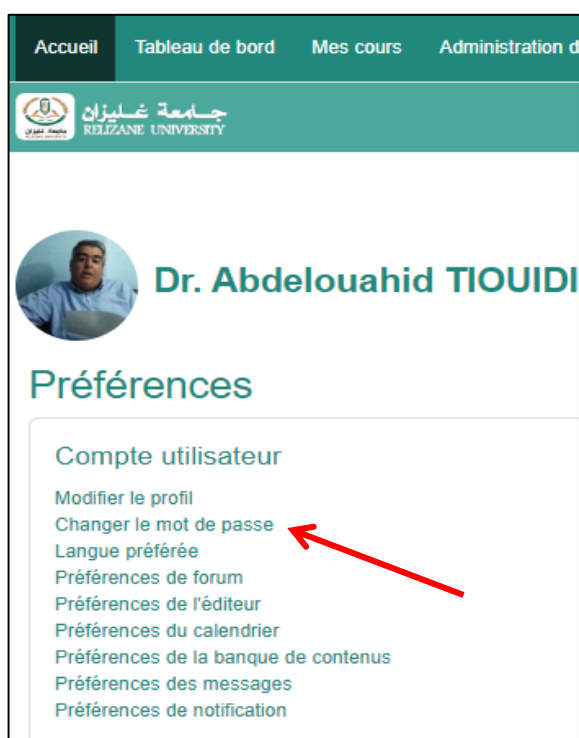 Accueil Tableau de bord Mes cours Administration d
جــامعة غــليزان
RELIZANE UNIVERSITY
Dr. Abdelouahid TIOUIDI
Préférences
Compte utilisateur
Modifier le profil
Changer le mot de passe
Langue préférée
Préférences de forum
Préférences de l'éditeur
Préférences du calendrier
Préférences de la banque de contenus
Préférences des messages
Préférences de notification